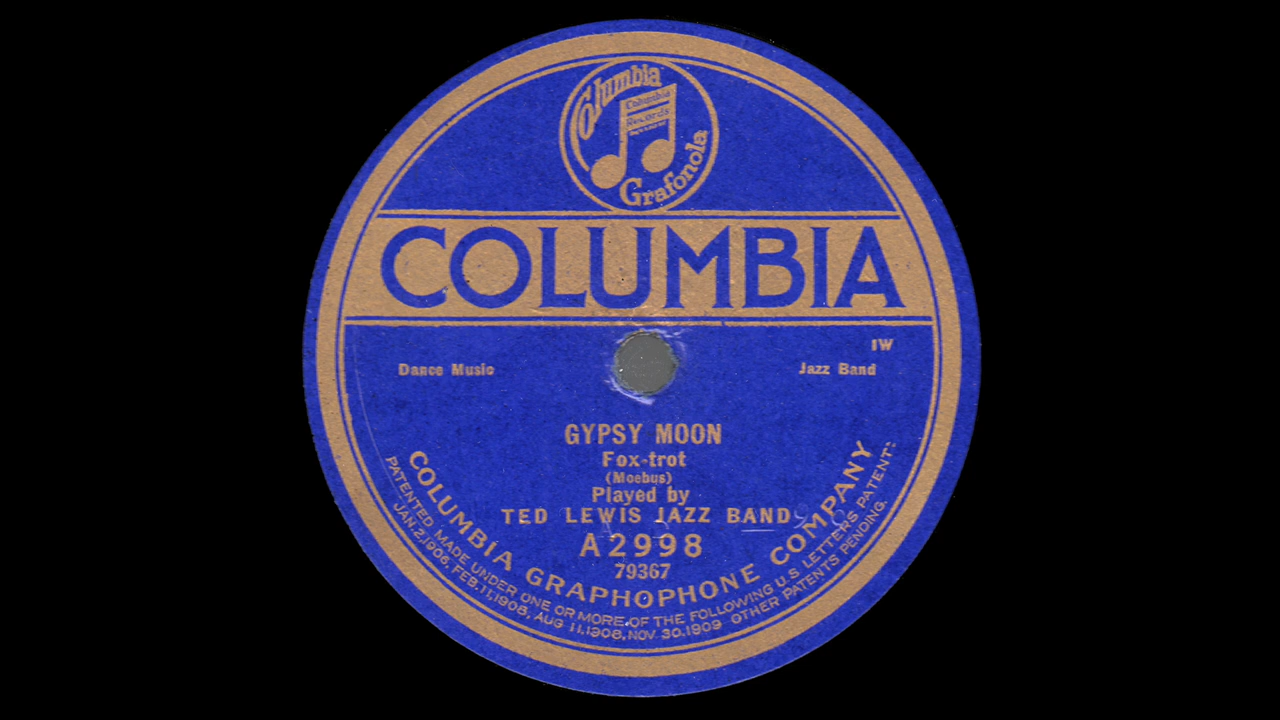 Columbia
Columbia
Records
Grafonola
COLUMBIA
1W
Dance Music
Jazz Band
GYPSY MOON
Fox-trot
(Moebus)
Played by
TED LEWIS JAZZ BAND
A2998
79367
COLUMBIA GRAPHOPHONE COMPANY
PATENTED. MADE UNDER ONE OR MORE OF THE FOLLOWING U.S. LETTERS PATENT:
JAN. 2, 1906, FEB. 11, 1908, AUG 11, 1908, NOV. 30, 1909 OTHER PATENTS PENDING.